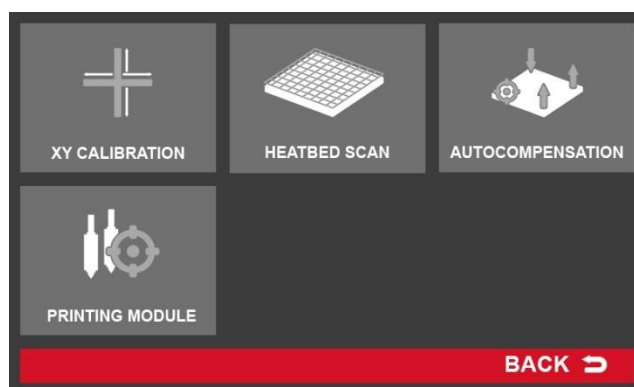 XY CALIBRATION
HEATBED SCAN
AUTOCOMPENSATION
PRINTING MODULE
BACK